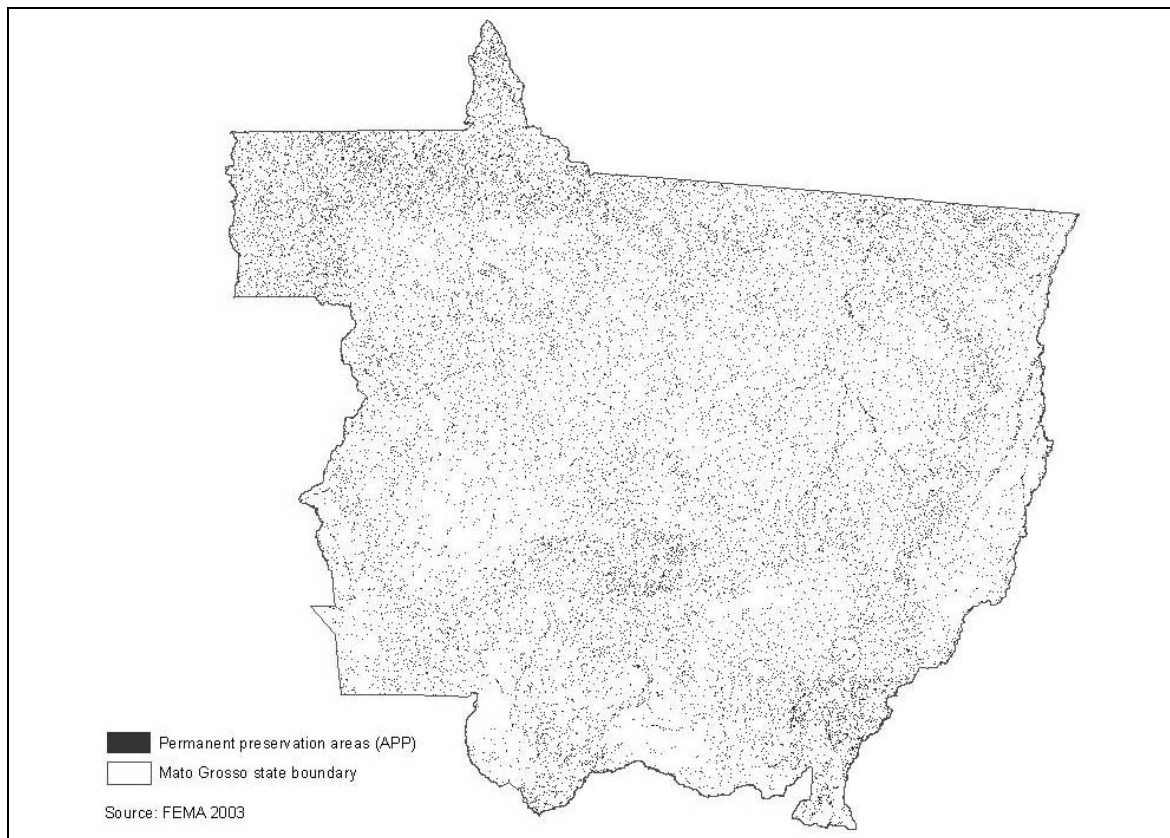 Permanent preservation areas (APP)
Mato Grosso state boundary
Source: FEMA 2003